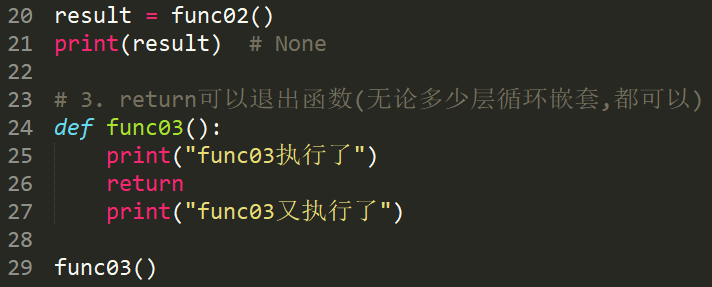 20 result = func02()
21 print(result)  # None
22
23 # 3. return可以退出函数(无论多少层循环嵌套,都可以)
24 def func03():
25     print("func03执行了")
26     return
27     print("func03又执行了")
28
29 func03()